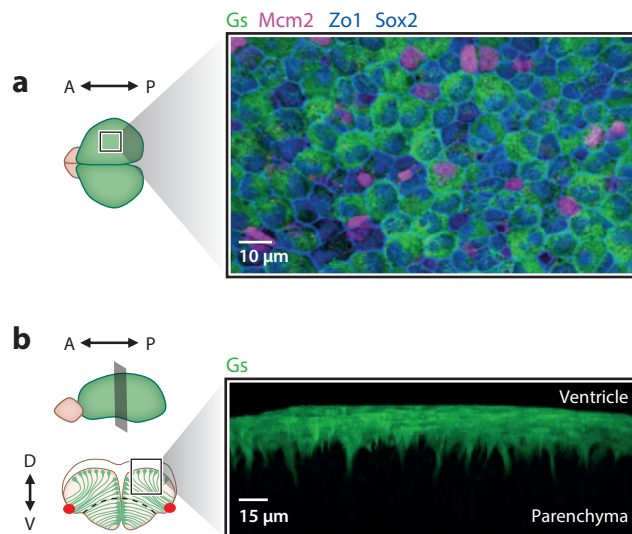 Gs Mcm2 Zo1 Sox2
a
A P
10 µm
b
A P
Gs
Ventricle
D
V
15 µm
Parenchyma